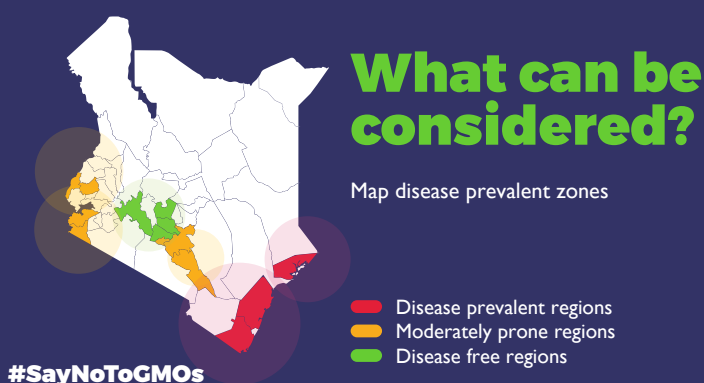 What can be
considered?
Map disease prevalent zones
Disease prevalent regions
Moderately prone regions
Disease free regions
#SayNoToGMOs